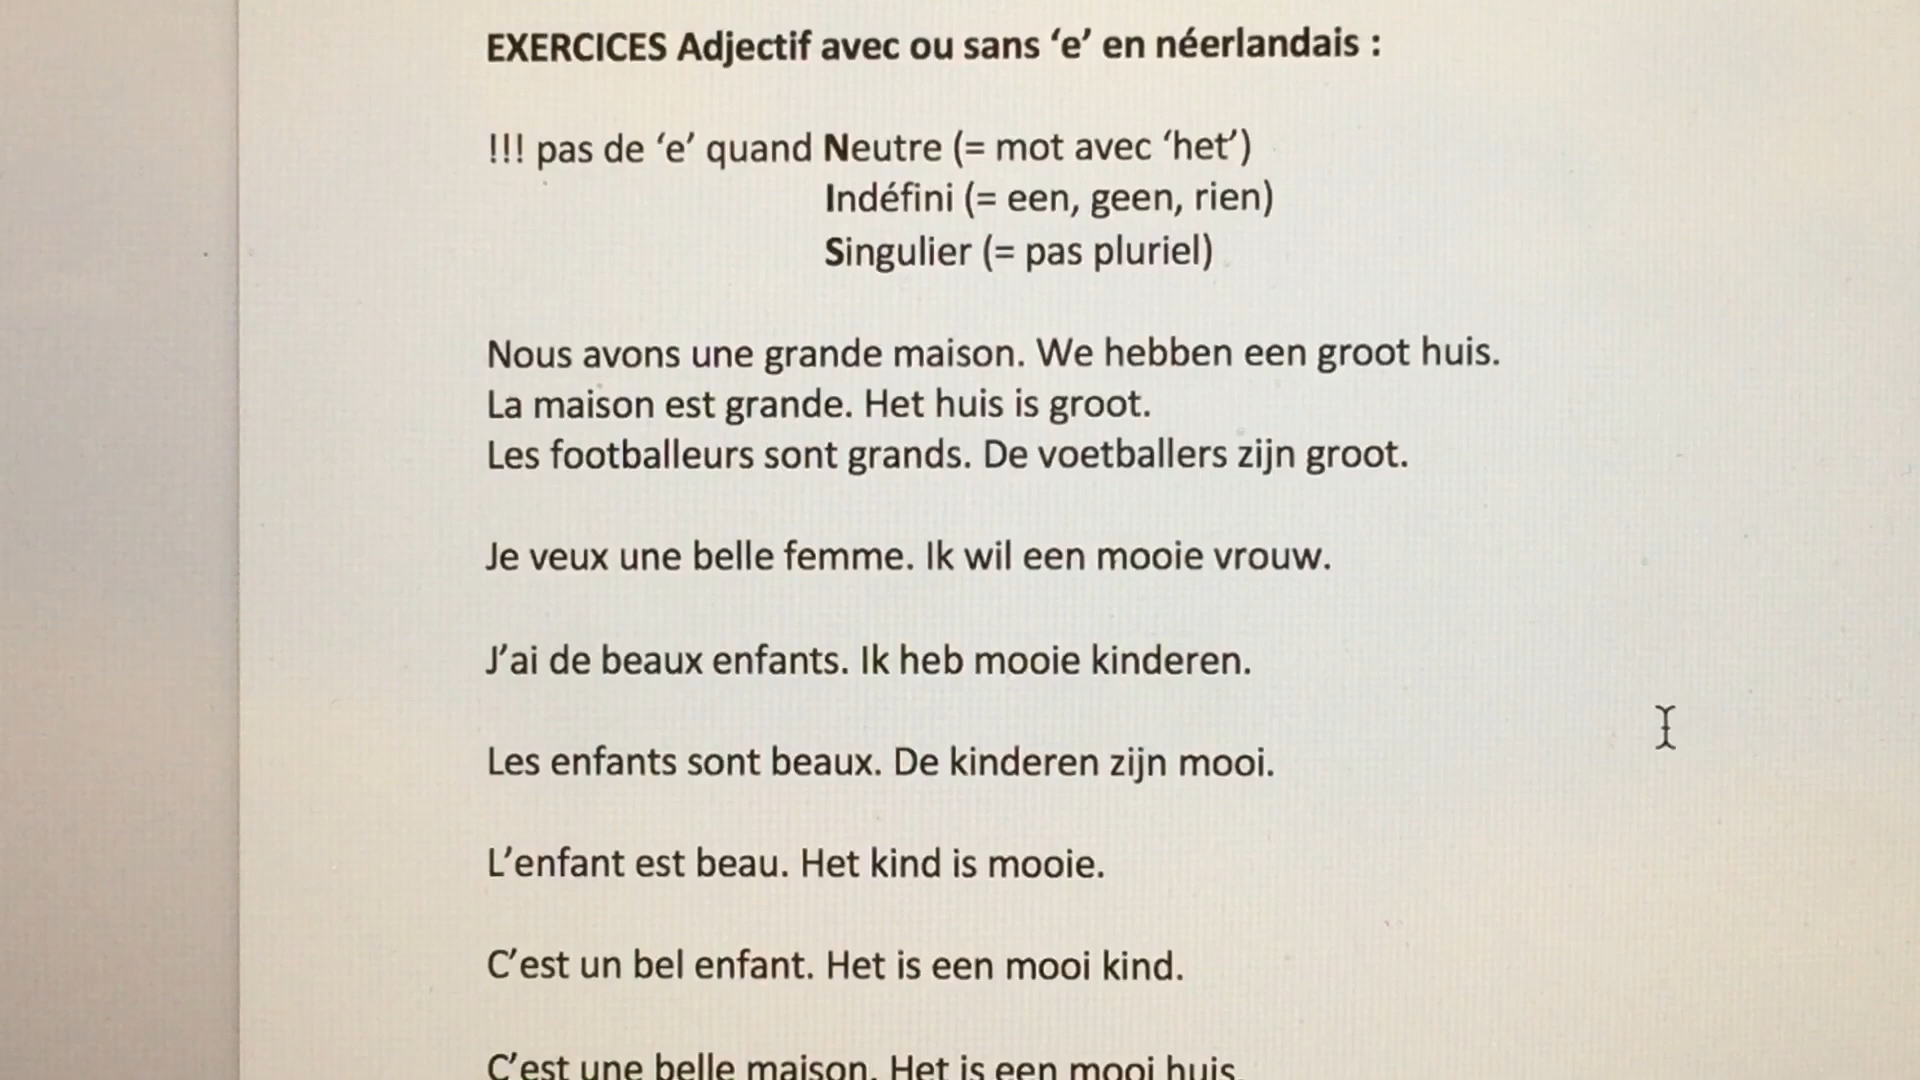 EXERCICES Adjectif avec ou sans ‘e’ en néerlandais :
!!! pas de ‘e’ quand Neutre (= mot avec ‘het’)
Indéfini (= een, geen, rien)
Singulier (= pas pluriel)
Nous avons une grande maison. We hebben een groot huis.
La maison est grande. Het huis is groot.
Les footballeurs sont grands. De voetballers zijn groot.
Je veux une belle femme. Ik wil een mooie vrouw.
J’ai de beaux enfants. Ik heb mooie kinderen.
Les enfants sont beaux. De kinderen zijn mooi.
L’enfant est beau. Het kind is mooie.
C’est un bel enfant. Het is een mooi kind.
C’est une belle maison. Het is een mooi huis.